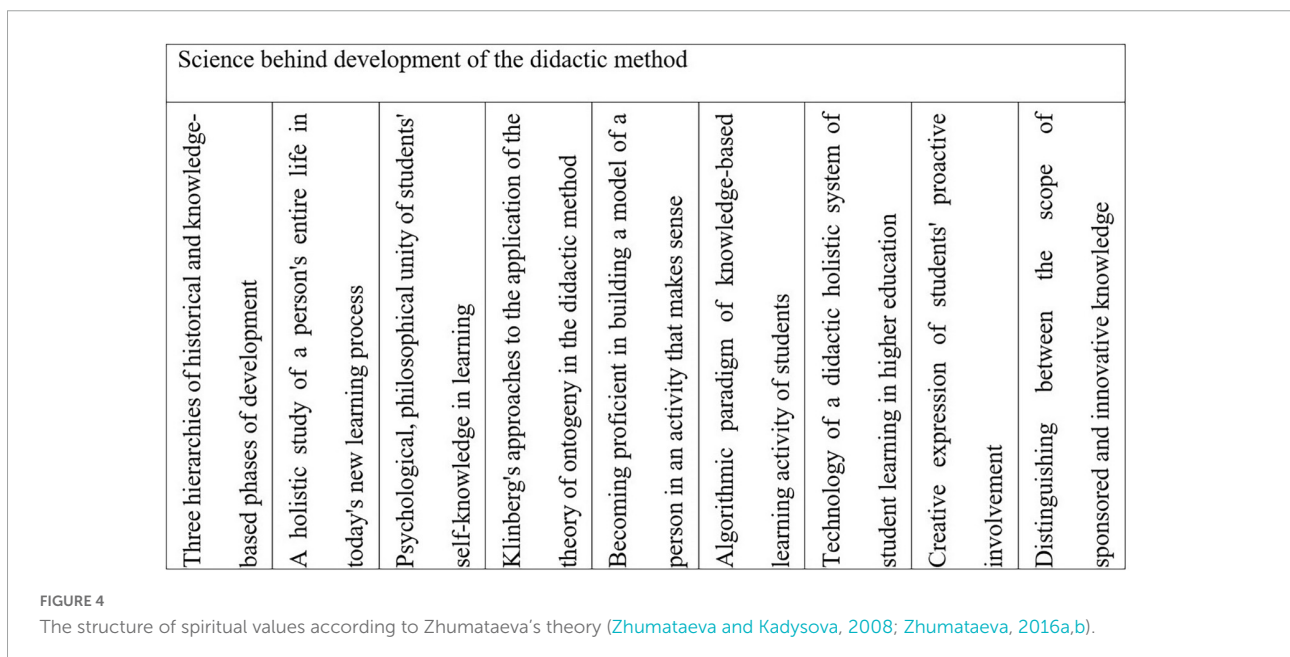 Science behind development of the didactic method
Three hierarchies of historical and knowledge-
based phases of development
A holistic study of a person's entire life in
today's new learning process
Psychological, philosophical unity of students'
self-knowledge in learning
Klinberg's approaches to the application of the
theory of ontogeny in the didactic method
Becoming proficient in building a model of a
person in an activity that makes sense
Algorithmic paradigm of knowledge-based
learning activity of students
Technology of a didactic holistic system of
student learning in higher education
Creative expression of students' proactive
involvement
Distinguishing between the scope of
sponsored and innovative knowledge
FIGURE 4
The structure of spiritual values according to Zhumataeva's theory (Zhumataeva and Kadysova, 2008; Zhumataeva, 2016a,b).